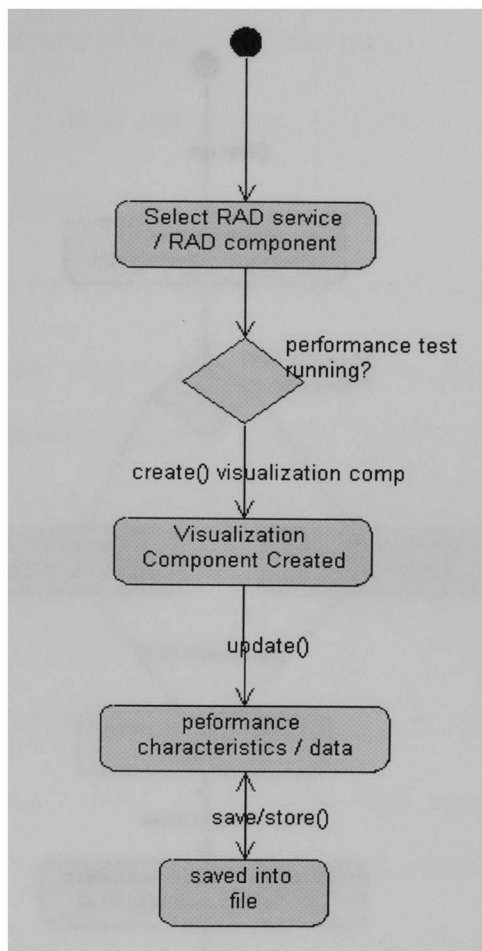 Select RAD service
/ RAD component
performance test
running?
create() visualization comp
Visualization
Component Created
update()
peformance
characteristics / data
save/store()
saved into
file